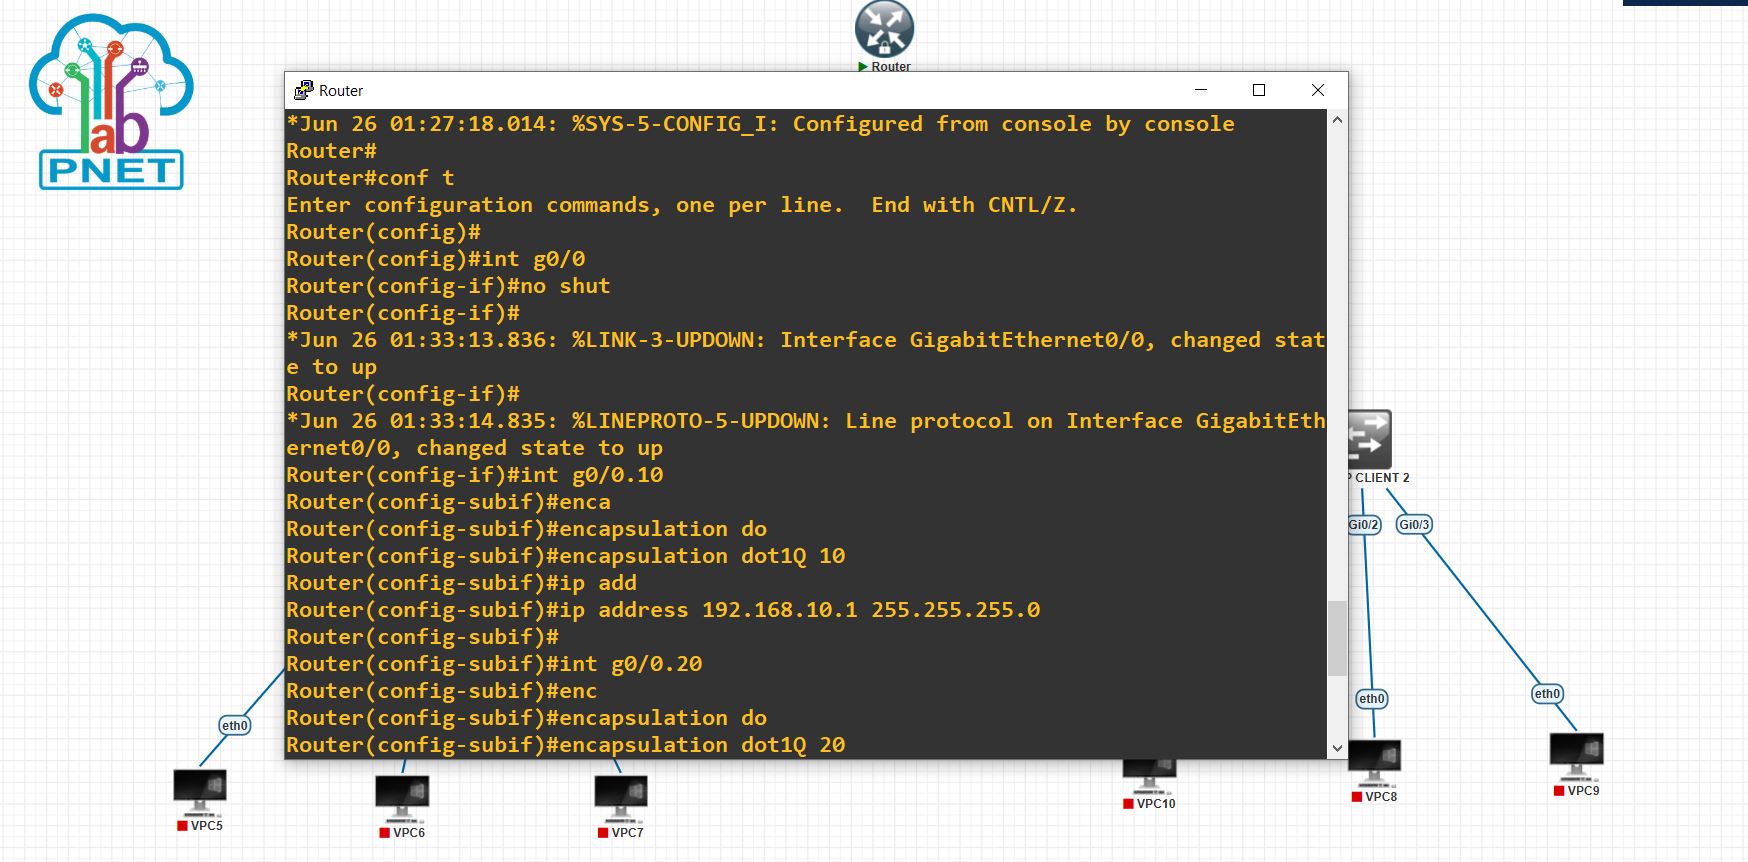 lab
PNET
Router
Router
*Jun 26 01:27:18.014: %SYS-5-CONFIG_I: Configured from console by console
Router#
Router#conf t
Enter configuration commands, one per line.  End with CNTL/Z.
Router(config)#
Router(config)#int g0/0
Router(config-if)#no shut
Router(config-if)#
*Jun 26 01:33:13.836: %LINK-3-UPDOWN: Interface GigabitEthernet0/0, changed stat
e to up
Router(config-if)#
*Jun 26 01:33:14.835: %LINEPROTO-5-UPDOWN: Line protocol on Interface GigabitEth
ernet0/0, changed state to up
Router(config-if)#int g0/0.10
Router(config-subif)#enca
Router(config-subif)#encapsulation do
Router(config-subif)#encapsulation dot1Q 10
Router(config-subif)#ip add
Router(config-subif)#ip address 192.168.10.1 255.255.255.0
Router(config-subif)#
Router(config-subif)#int g0/0.20
Router(config-subif)#enc
Router(config-subif)#encapsulation do
Router(config-subif)#encapsulation dot1Q 20
CLIENT 2
Gi0/2
Gi0/3
eth0
eth0
eth0
VPC5
VPC6
VPC7
VPC10
VPC8
VPC9